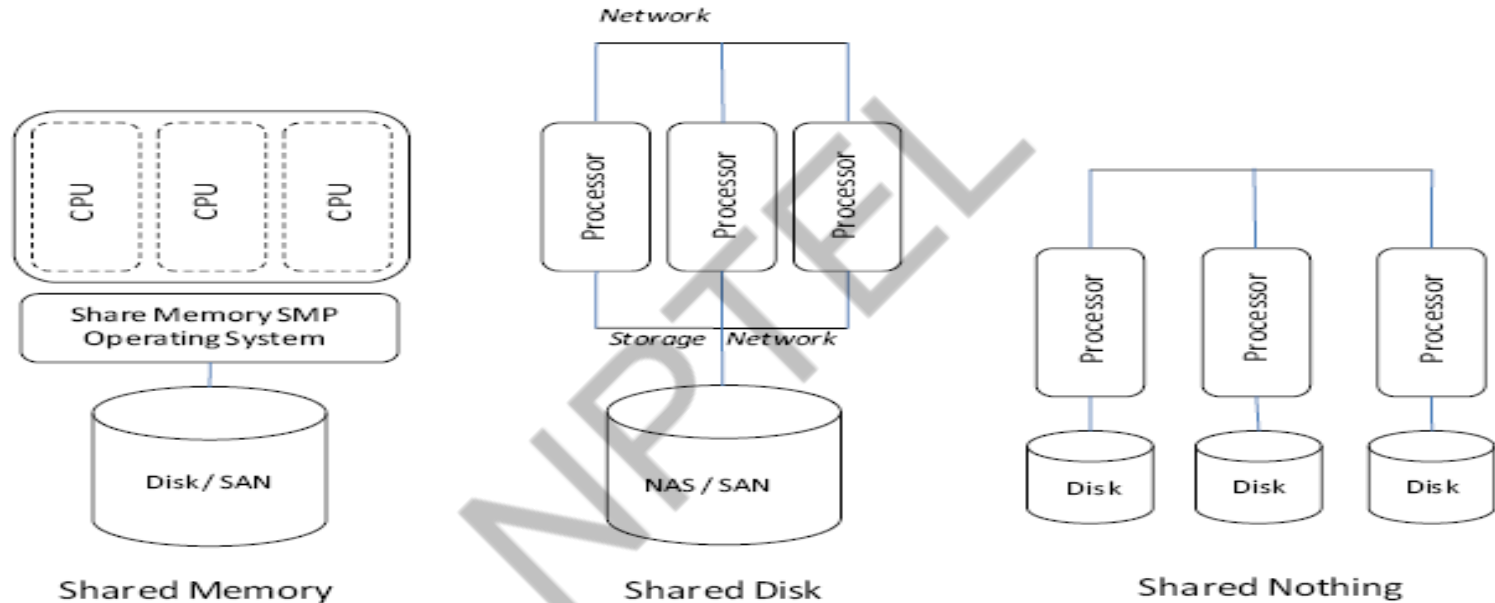 Network
CPU
CPU
CPU
Share Memory SMP
Operating System
Disk / SAN
Shared Memory
Processor
Processor
Processor
Storage Network
NAS / SAN
Shared Disk
Processor
Processor
Processor
Disk
Disk
Disk
Shared Nothing
NPTEL